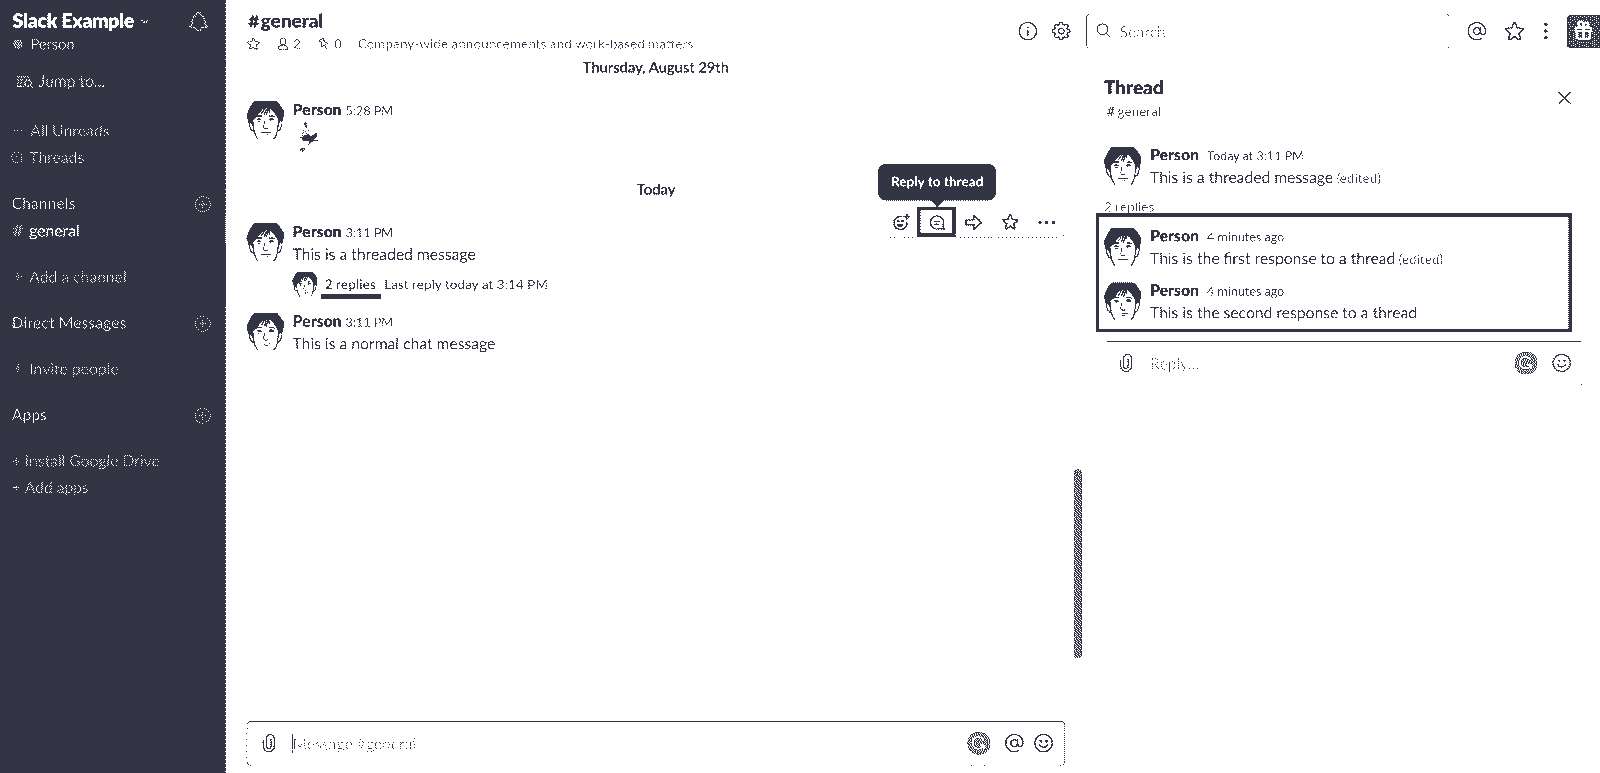 Slack Example
Person
Jump to...
All Unreads
Threads
Channels
# general
+ Add a channel
Direct Messages
+ Invite people
Apps
+ Install Google Drive
+ Add apps
#general
2 0 Company-wide announcements and work-based matters
Thursday, August 29th
Person 5:28 PM
Today
Reply to thread
Person 3:11 PM
This is a threaded message
2 replies Last reply today at 3:14 PM
Person 3:11 PM
This is a normal chat message
Message #general
Search
Thread
# general
Person Today at 3:11 PM
This is a threaded message (edited)
2 replies
Person 4 minutes ago
This is the first response to a thread (edited)
Person 4 minutes ago
This is the second response to a thread
Reply...